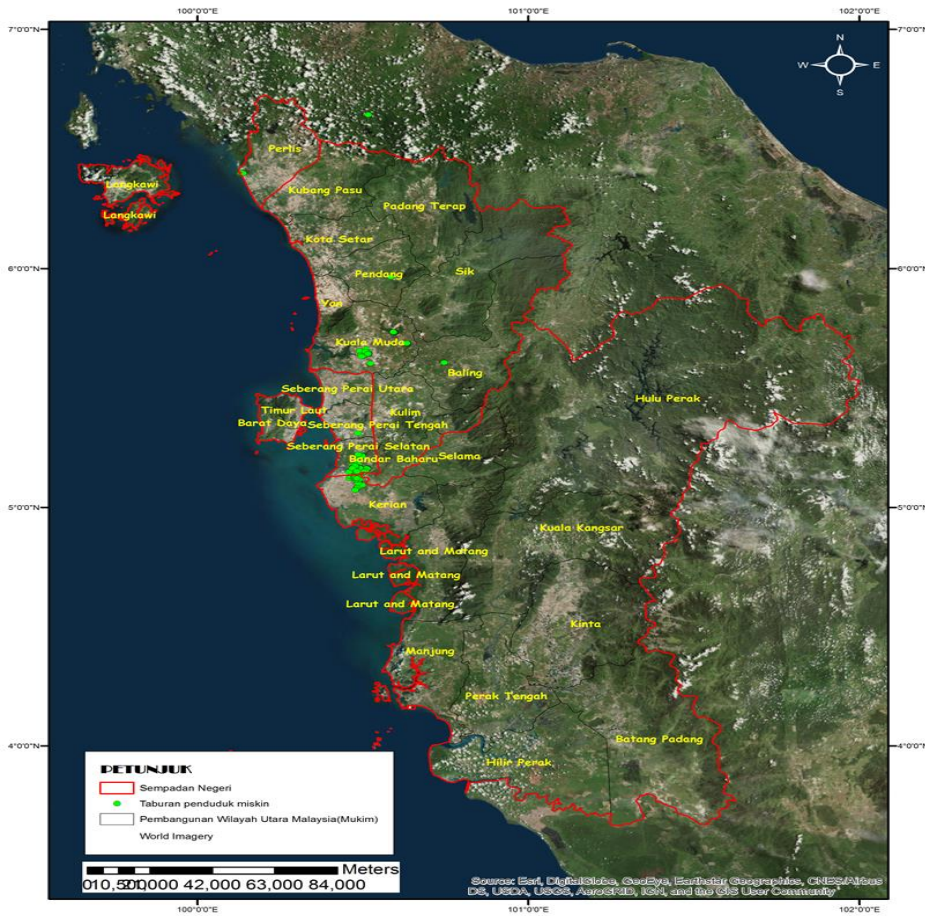 100°0'0"E 101°0'0"E 102°0'0"E
7°0'0"N 7°0'0"N
N
W E
S
Perlis
Langkawi
Kubang Pasu
Padang Terap
Langkawi
Kota Setar
6°0'0"N 6°0'0"N
Pendang
Sik
Yan
Kuala Muda
Baling
Seberang Perai Utara
Hulu Perak
Timur Laut
Kulim
Barat Daya
Seberang Perai Tengah
Seberang Perai Selatan
Bandar Baharu
Selama
Kerian
5°0'0"N 5°0'0"N
Kuala Kangsar
Larut and Matang
Larut and Matang
Larut and Matang
Kinta
Manjung
Perak Tengah
Batang Padang
4°0'0"N 4°0'0"N
Hilir Perak
PETUNJUK
Sempadan Negeri
Taburan penduduk miskin
Pembangunan Wilayah Utara Malaysia(Mukim)
World Imagery
Meters
42,000 63,000 84,000
Source: Esri, DigitalGlobe, GeoEye, Earthstar Geographics, CNES/Airbus
DS, USDA, USGS, AeroGRID, IGN, and the GIS User Community
100°0'0"E 101°0'0"E 102°0'0"E